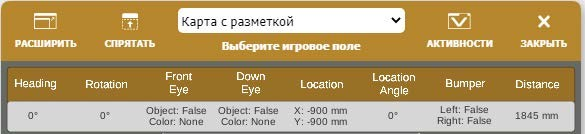 Карта с разметкой
РАСШИРИТЬ
СПРЯТАТЬ
Выберите игровое поле
АКТИВНОСТИ
ЗАКРЫТЬ
Heading
Rotation
Front
Eye
Down
Eye
Location
Location
Angle
Bumper
Distance
0°
0°
Object: False
Color: None
Object: False
Color: None
X: -900 mm
Y: -900 mm
0°
Left: False
Right: False
1845 mm